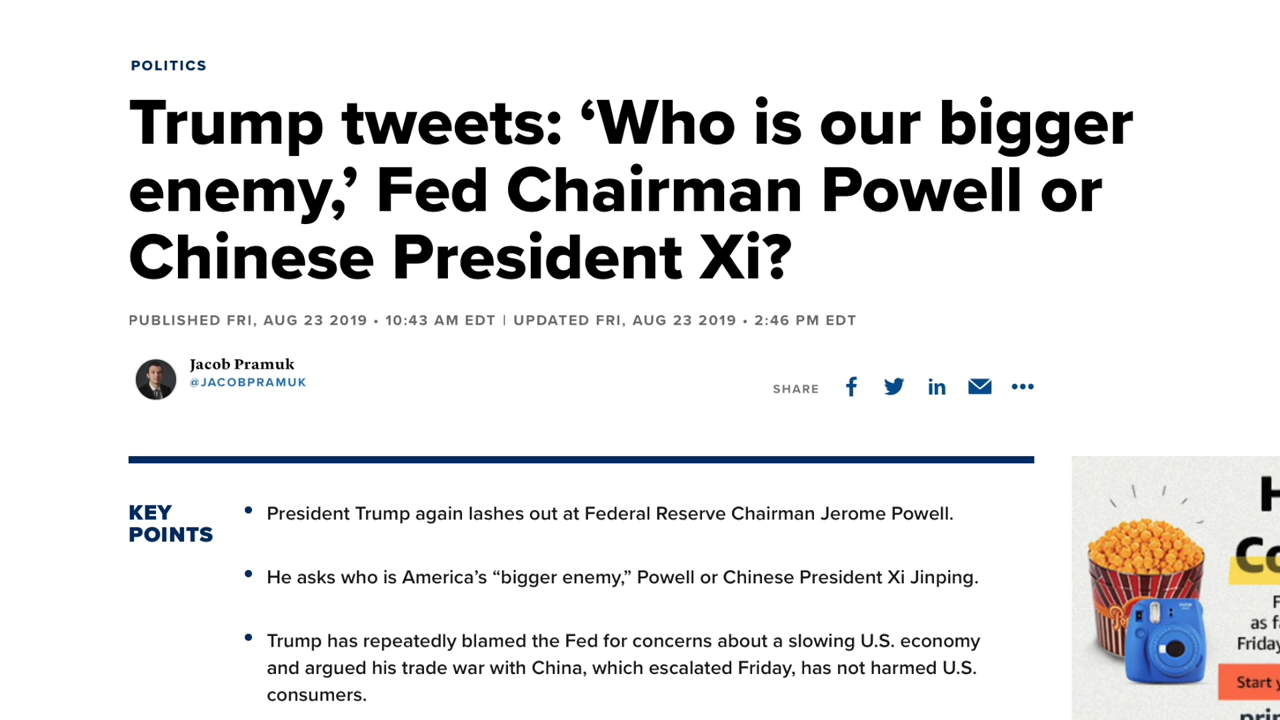 POLITICS
Trump tweets: ‘Who is our bigger
enemy,’ Fed Chairman Powell or
Chinese President Xi?
PUBLISHED FRI, AUG 23 2019 • 10:43 AM EDT | UPDATED FRI, AUG 23 2019 • 2:46 PM EDT
Jacob Pramuk
@JACOBPRAMUK
SHARE
KEY
POINTS
• President Trump again lashes out at Federal Reserve Chairman Jerome Powell.
• He asks who is America’s “bigger enemy,” Powell or Chinese President Xi Jinping.
• Trump has repeatedly blamed the Fed for concerns about a slowing U.S. economy
and argued his trade war with China, which escalated Friday, has not harmed U.S.
consumers.
as
Friday
Start